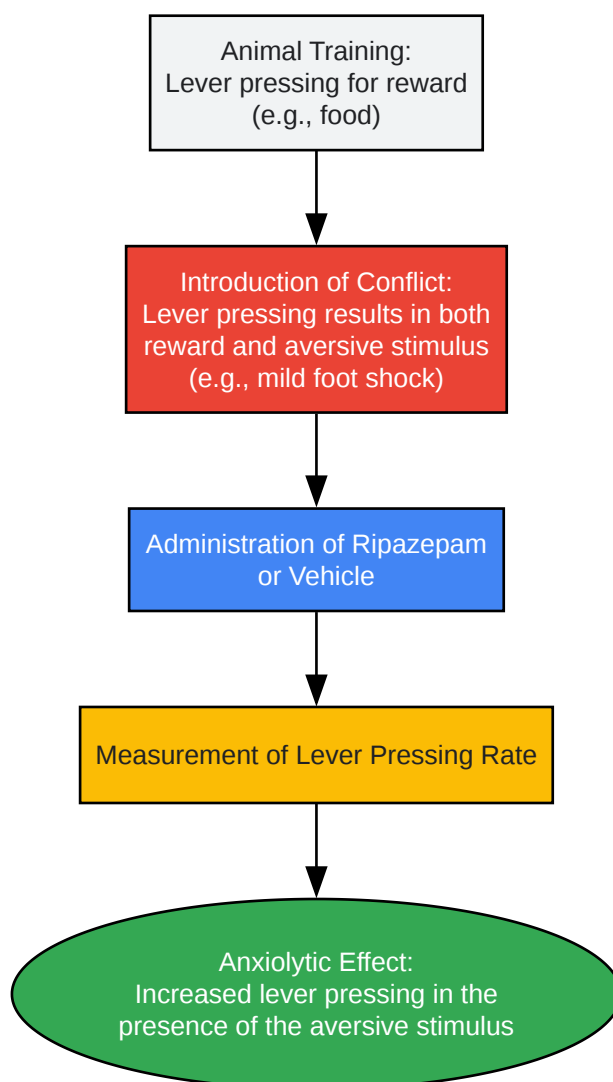 Animal Training:
Lever pressing for reward
(e.g., food)
Introduction of Conflict:
Lever pressing results in both
reward and aversive stimulus
(e.g., mild foot shock)
Administration of Ripazepam
or Vehicle
Measurement of Lever Pressing Rate
Anxiolytic Effect:
Increased lever pressing in the
presence of the aversive stimulus